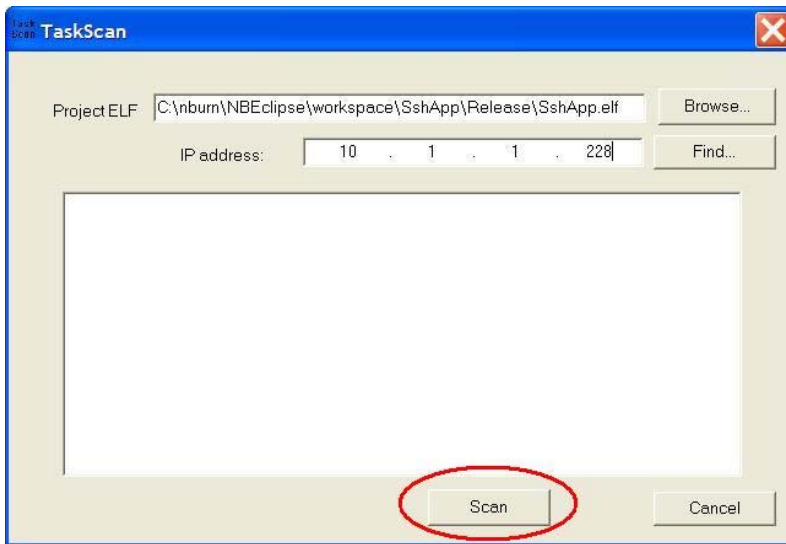 Task Scan TaskScan
Project ELF C:\nburn\NBEclipse\workspace\SshApp\Release\SshApp.elf Browse...
IP address: 10 . 1 . 1 . 228 Find...
Scan Cancel